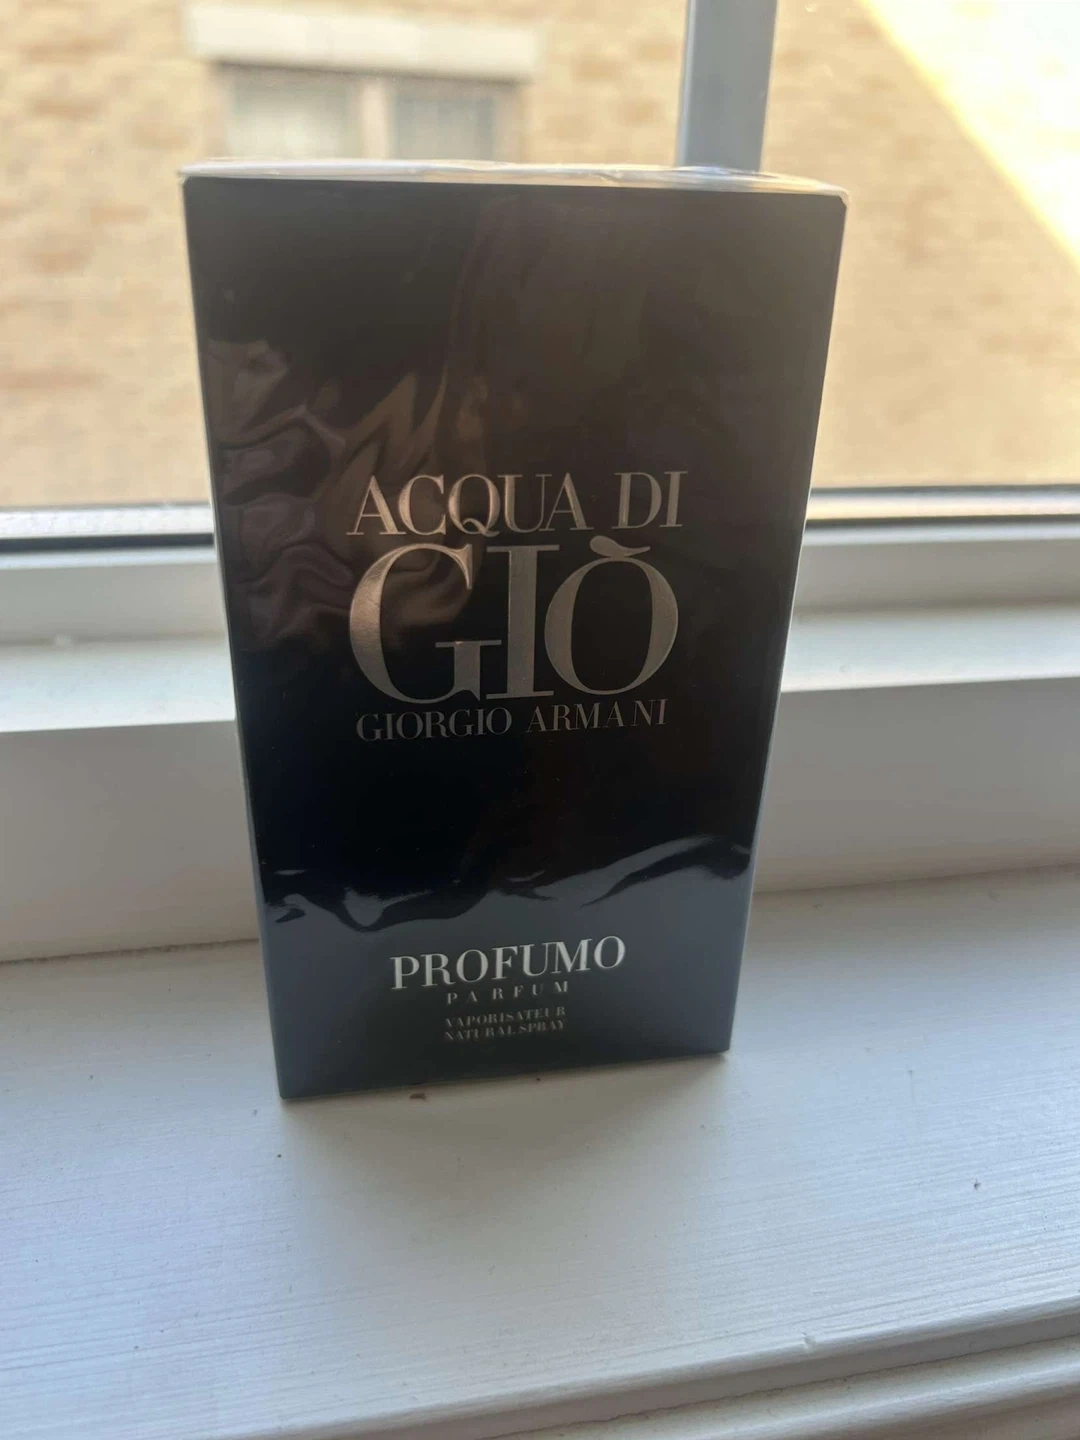 ACQUA DI
GIÒ
GIORGIO ARMANI
PROFUMO
PARFUM
VAPORISATEUR
NATURAL SPRAY